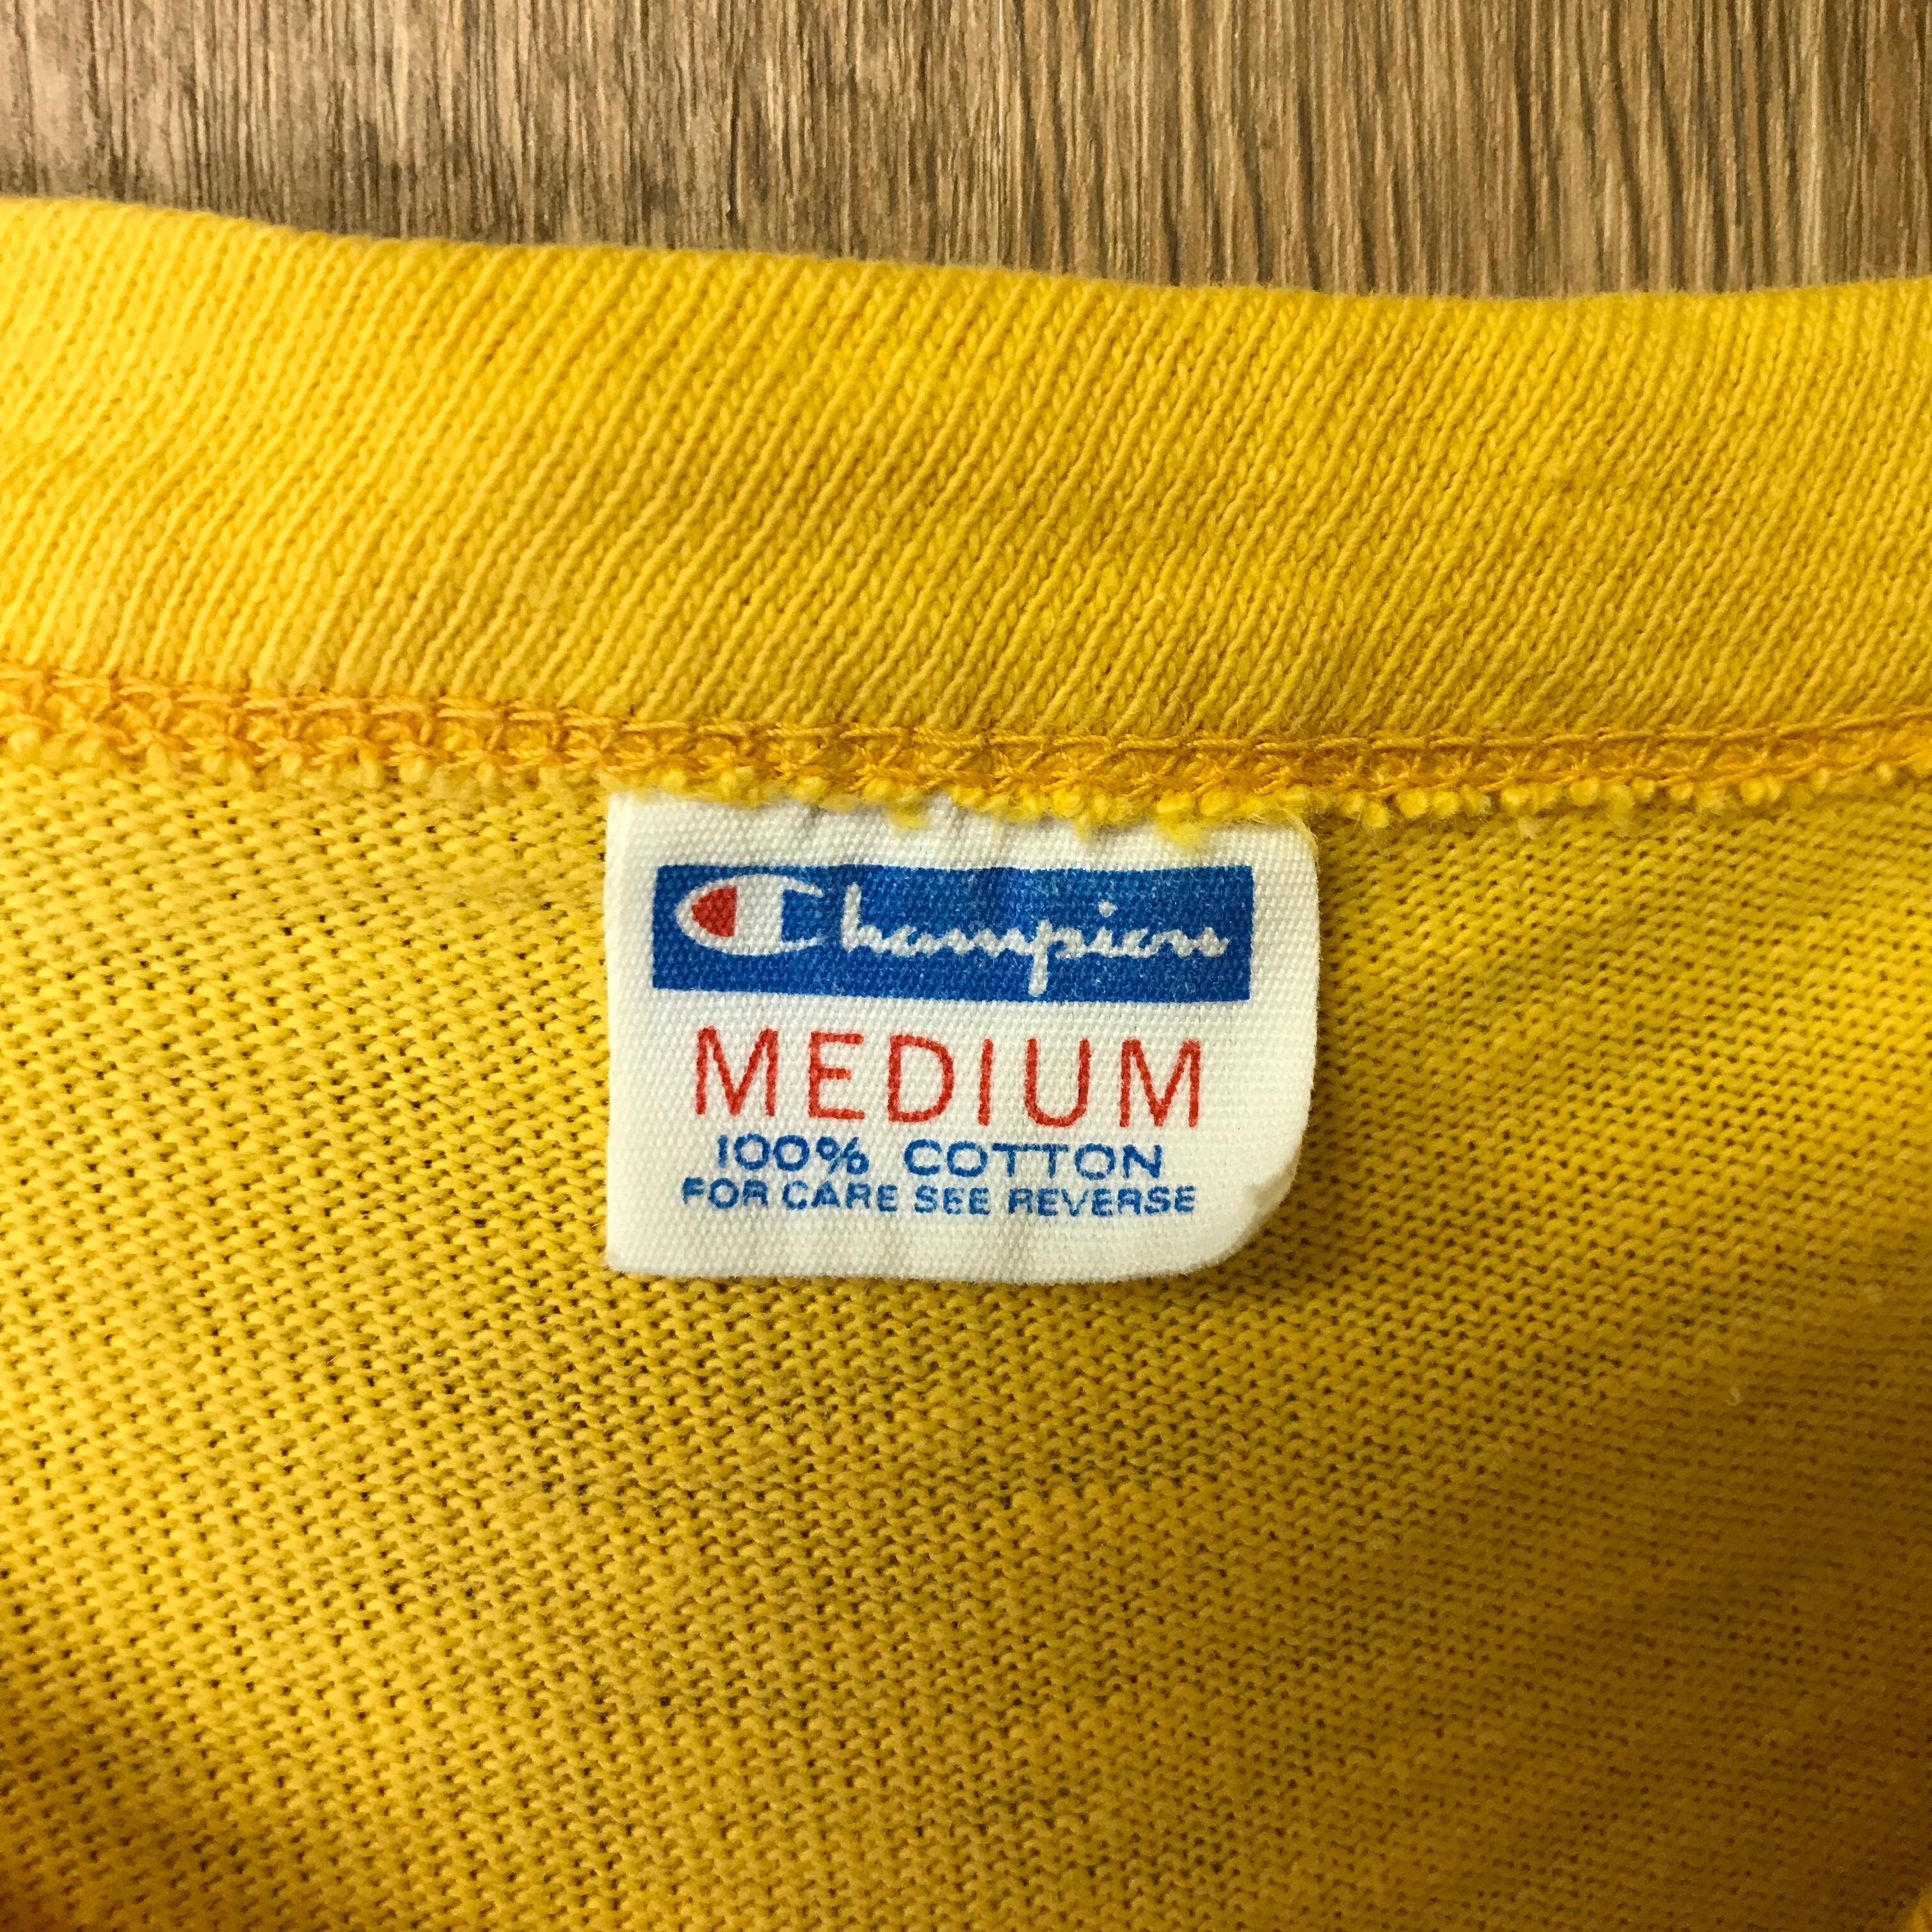 Champion
MEDIUM
100% COTTON
FOR CARE SEE REVERSE